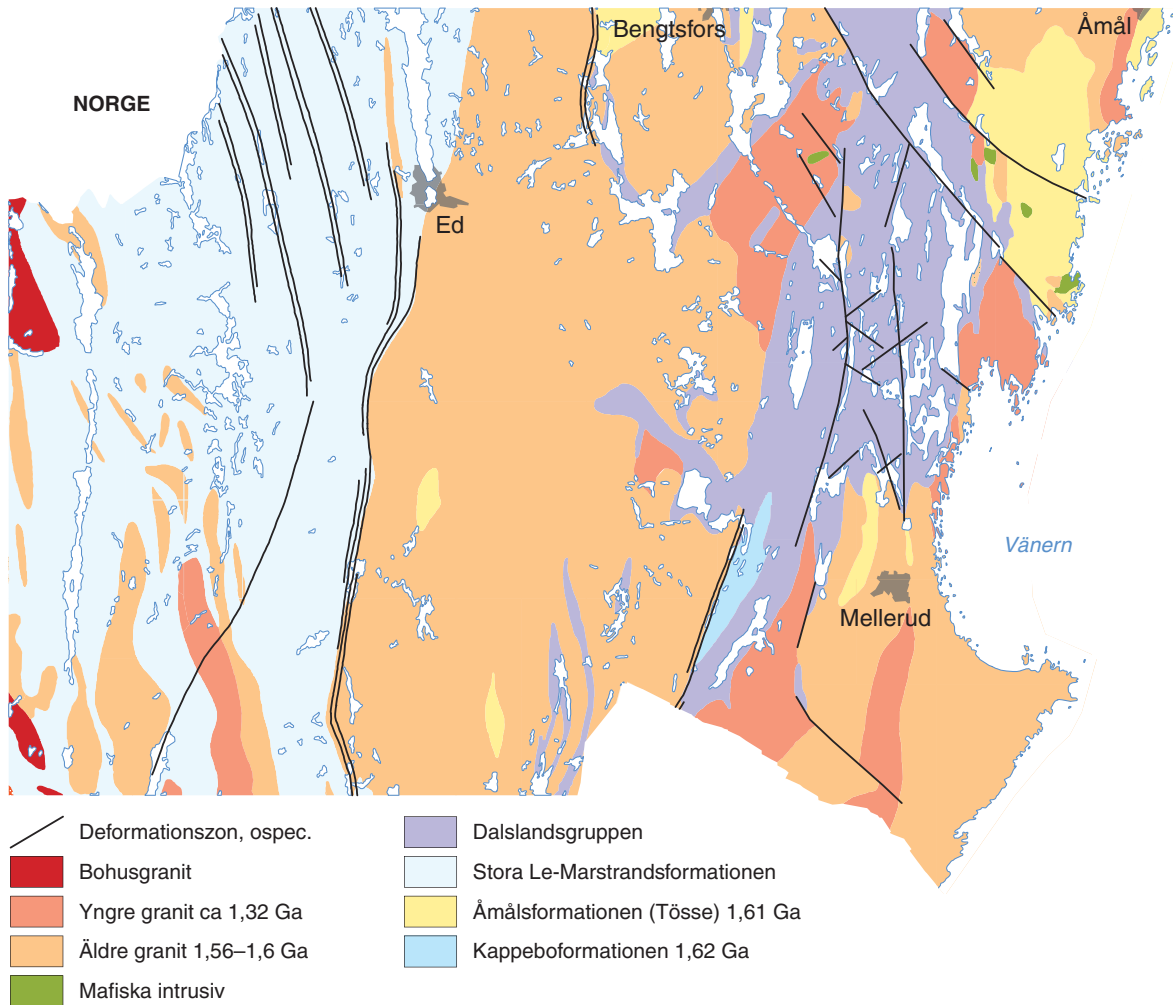 Bengtsfors
Åmål
NORGE
Ed
Vänern
Mellerud
Deformationszon, ospec.
Bohusgranit
Yngre granit ca 1,32 Ga
Äldre granit 1,56–1,6 Ga
Mafiska intrusiv
Dalslandsgruppen
Stora Le-Marstrandsformationen
Åmålsformationen (Tösse) 1,61 Ga
Kappeboformationen 1,62 Ga